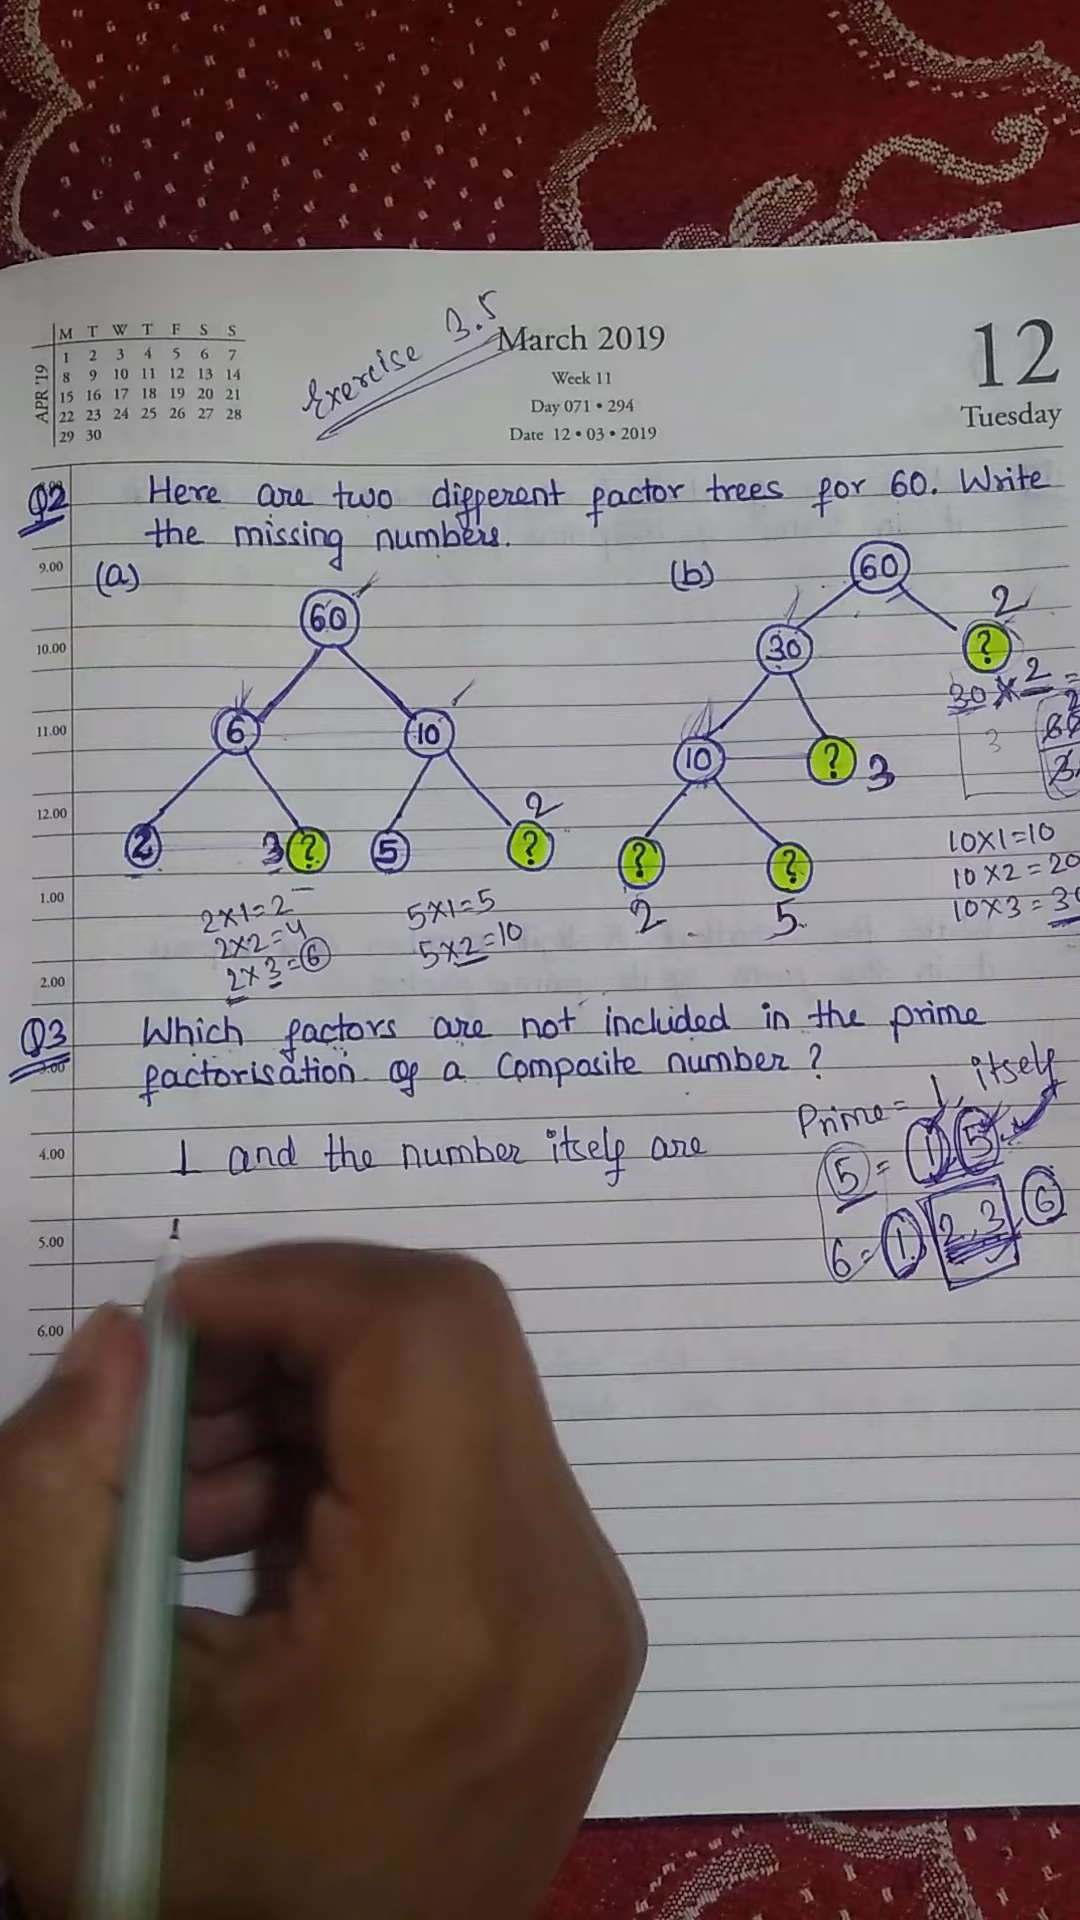 M T W T F S S
1 2 3 4 5 6 7
8 9 10 11 12 13 14
15 16 17 18 19 20 21
22 23 24 25 26 27 28
29 30
APR '19
Exercise 3.5
March 2019
Week 11
Day 071 • 294
Date 12 • 03 • 2019
12
Tuesday
Q2 Here are two different factor trees for 60. Write
the missing numbers.
9.00
(a)
60
10.00
6 10
11.00
12.00
2 3 ? 5 ? 2
1.00
2×1=2
2×2=4
2×3=6
5×1=5
5×2=10
(b)
60
30 ? 2
30×2=
10 ? 3
3
? ?
2 5
10×1=10
10×2=20
10×3=30
2.00
Q3 Which factors are not included in the prime
factorisation of a composite number?
3.00
Prime = 1, itself
5 = 1, 5
6 = 1, 2, 3, 6
4.00
1 and the number itself are
5.00
6.00